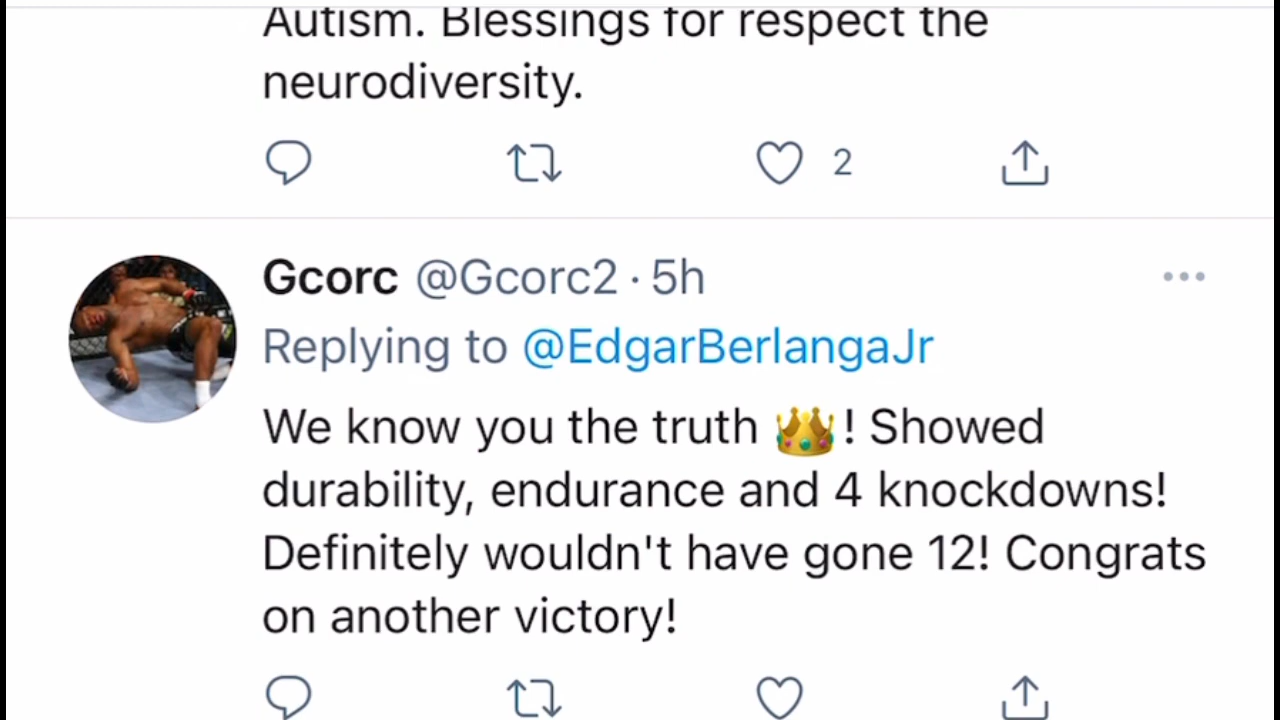 Autism. Blessings for respect the
neurodiversity.
2
Gcorc @Gcorc2 · 5h
Replying to @EdgarBerlangaJr
We know you the truth 👑! Showed
durability, endurance and 4 knockdowns!
Definitely wouldn't have gone 12! Congrats
on another victory!